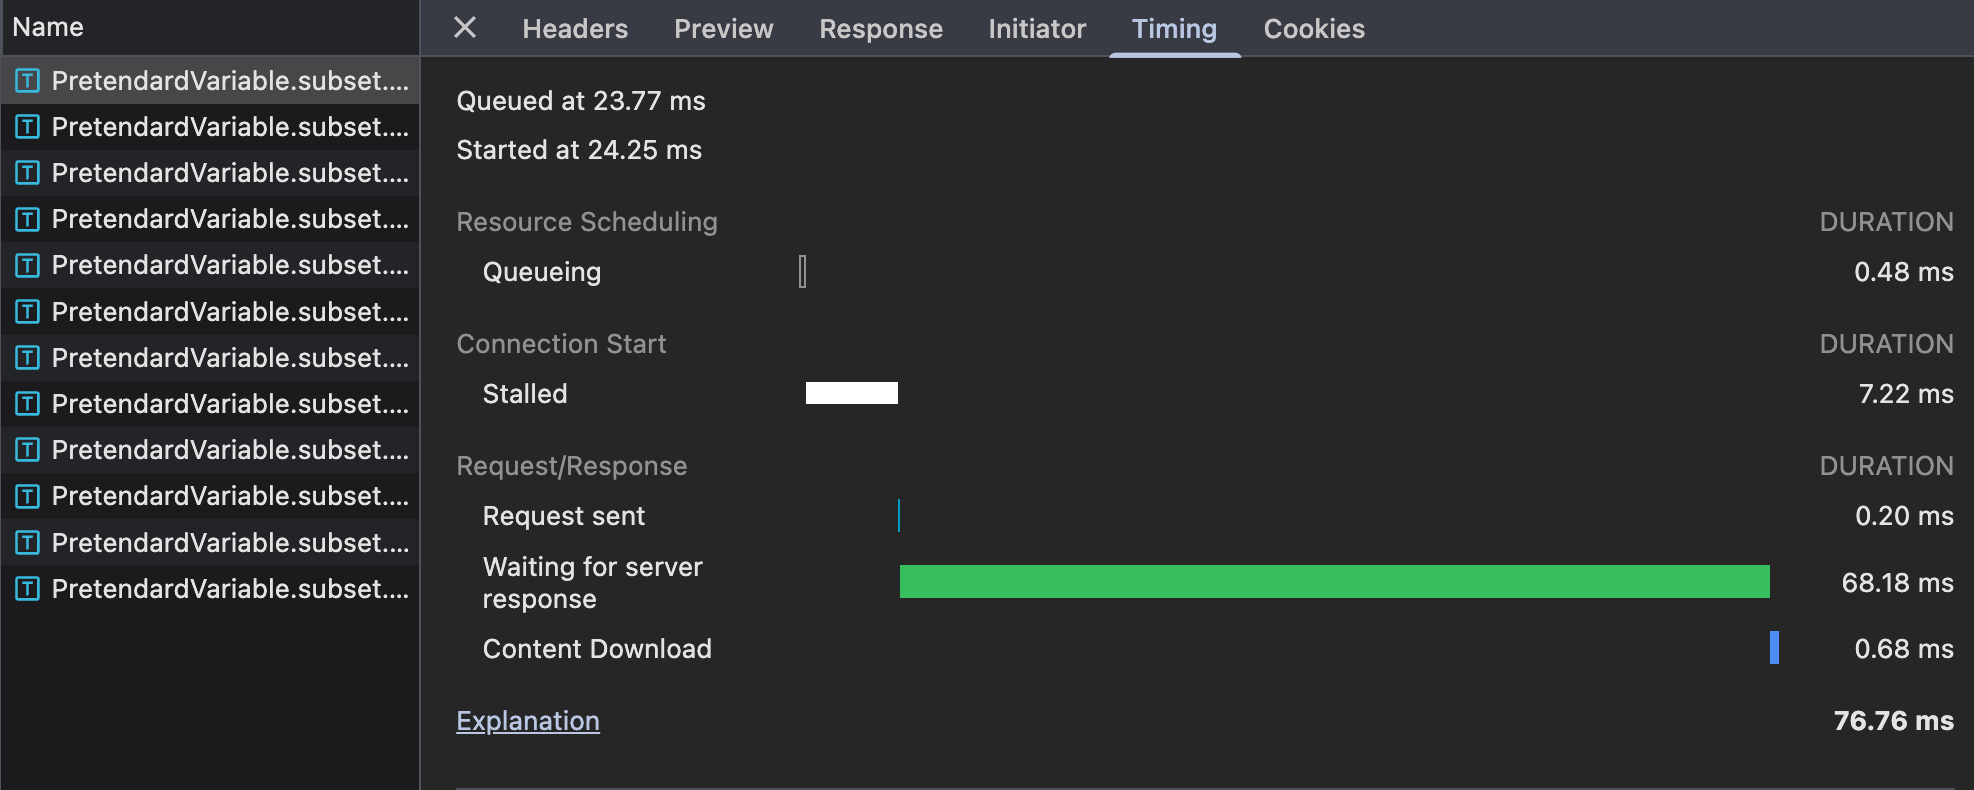 Name
Headers Preview Response Initiator Timing Cookies
PretendardVariable.subset....
PretendardVariable.subset....
PretendardVariable.subset....
PretendardVariable.subset....
PretendardVariable.subset....
PretendardVariable.subset....
PretendardVariable.subset....
PretendardVariable.subset....
PretendardVariable.subset....
PretendardVariable.subset....
PretendardVariable.subset....
PretendardVariable.subset....
Queued at 23.77 ms
Started at 24.25 ms
Resource Scheduling DURATION
Queueing 0.48 ms
Connection Start DURATION
Stalled 7.22 ms
Request/Response DURATION
Request sent 0.20 ms
Waiting for server
response 68.18 ms
Content Download 0.68 ms
Explanation 76.76 ms